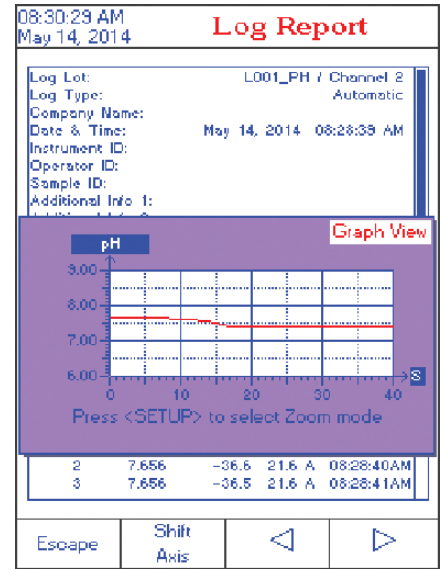 08:30:29 AM
May 14, 2014
Log Report
Log Lot: L001_PH / Channel 2
Log Type: Automatic
Company Name:
Date & Time: May 14, 2014 08:28:39 AM
Instrument ID:
Operator ID:
Sample ID:
Additional Info 1:
Graph View
pH
9.00
8.00
7.00
6.00
S
0 10 20 30 40
Press <SETUP> to select Zoom mode
2 7.656 -36.6 21.6 A 08:28:40AM
3 7.656 -36.5 21.6 A 08:28:41AM
Escape
Shift
Axis